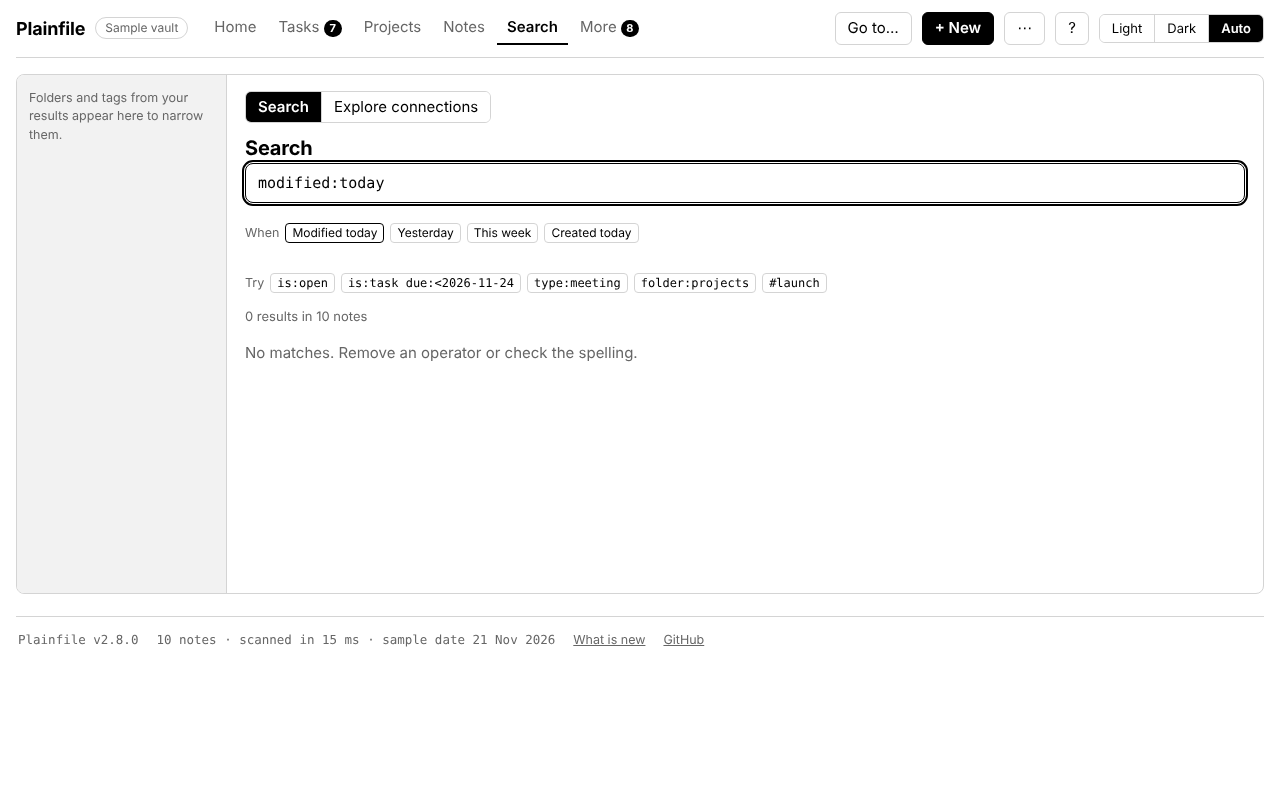 Plainfile Sample vault Home Tasks 7 Projects Notes Search More 8 Go to... + New ··· ? Light Dark Auto
Folders and tags from your
results appear here to narrow
them.
Search Explore connections
Search
modified:today
When Modified today Yesterday This week Created today
Try is:open is:task due:<2026-11-24 type:meeting folder:projects #launch
0 results in 10 notes
No matches. Remove an operator or check the spelling.
Plainfile v2.8.0 10 notes · scanned in 15 ms · sample date 21 Nov 2026 What is new GitHub